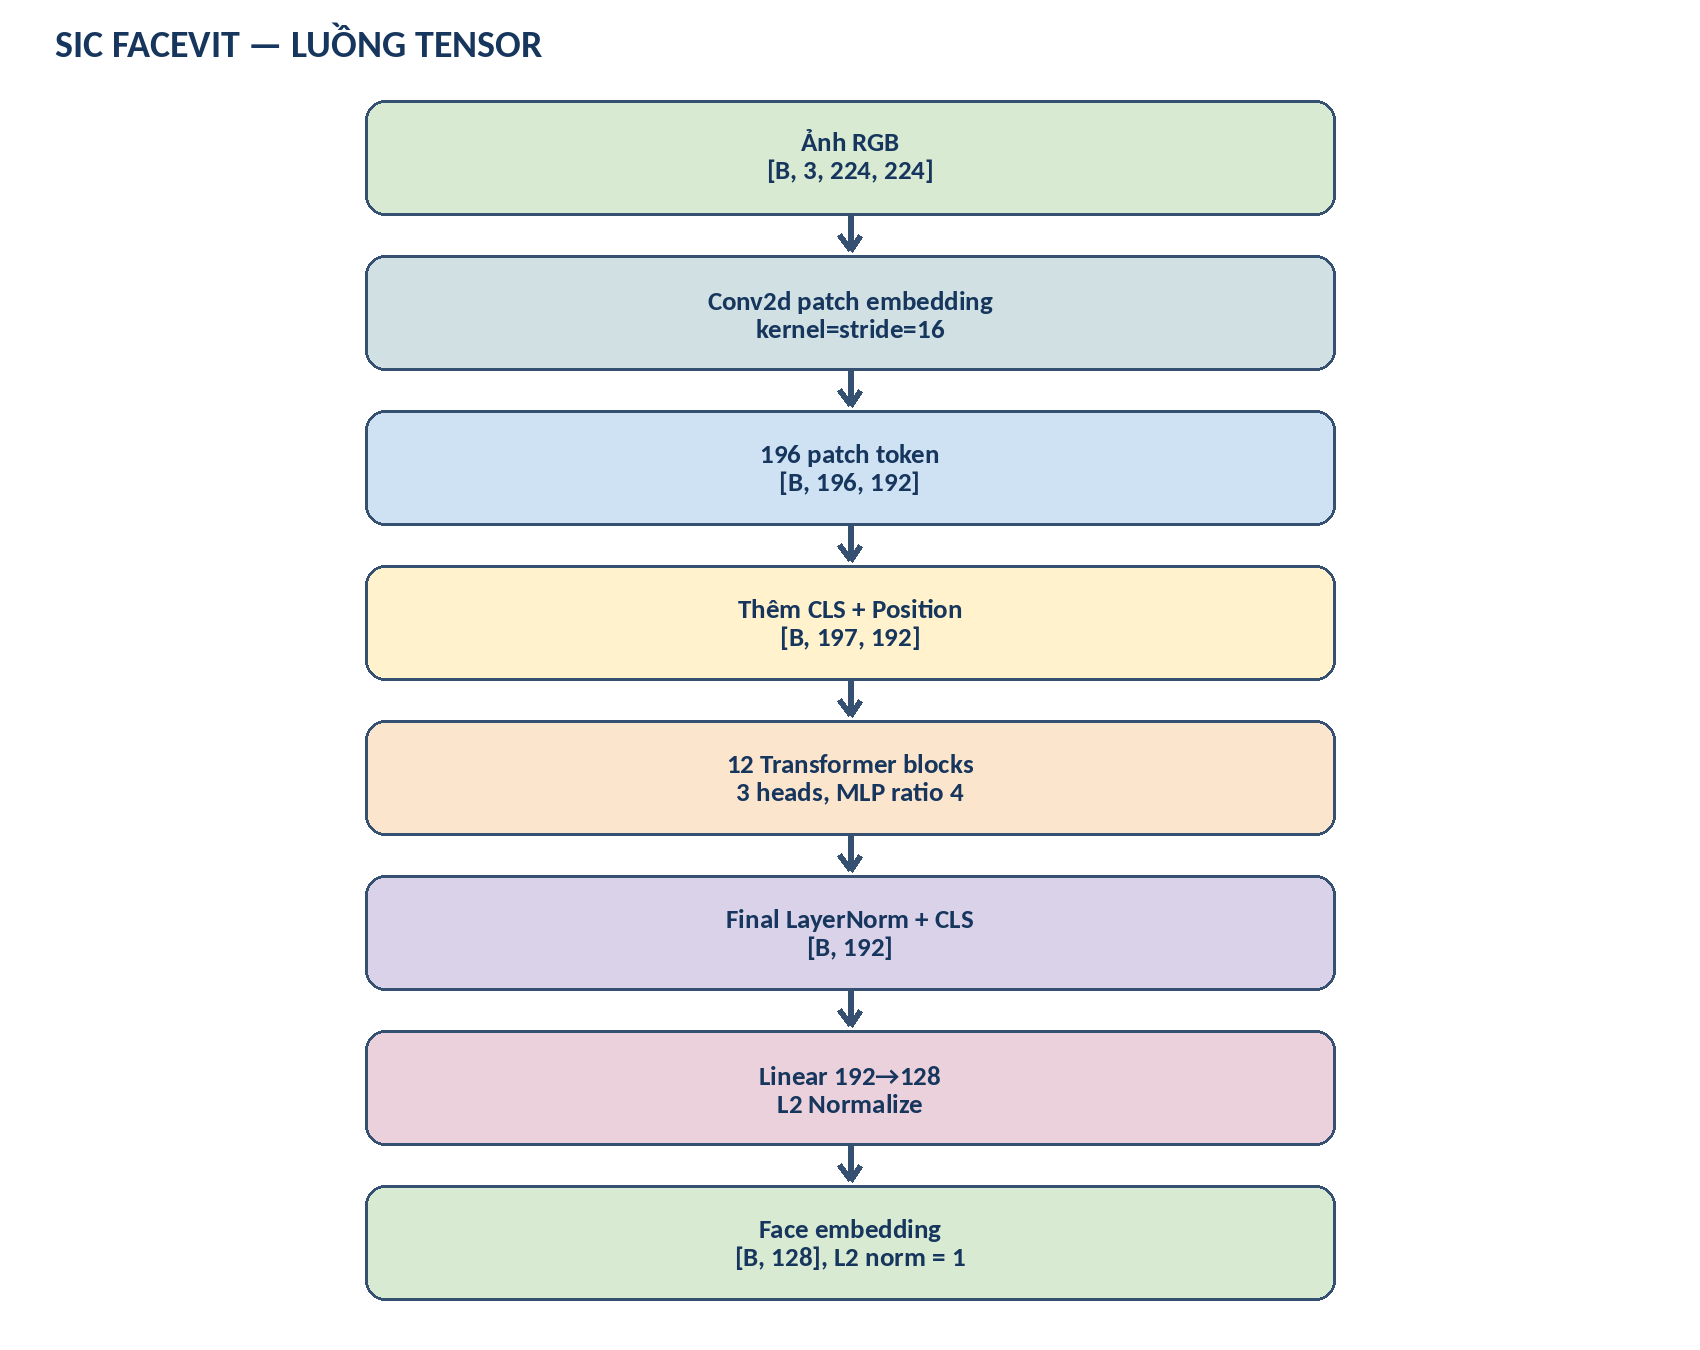 SIC FACEVIT — LUỒNG TENSOR
Ảnh RGB
[B, 3, 224, 224]
Conv2d patch embedding
kernel=stride=16
196 patch token
[B, 196, 192]
Thêm CLS + Position
[B, 197, 192]
12 Transformer blocks
3 heads, MLP ratio 4
Final LayerNorm + CLS
[B, 192]
Linear 192→128
L2 Normalize
Face embedding
[B, 128], L2 norm = 1